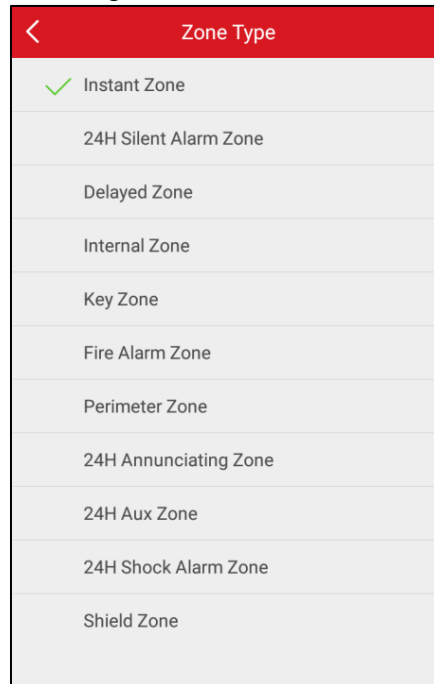 Zone Type
Instant Zone
24H Silent Alarm Zone
Delayed Zone
Internal Zone
Key Zone
Fire Alarm Zone
Perimeter Zone
24H Annunciating Zone
24H Aux Zone
24H Shock Alarm Zone
Shield Zone